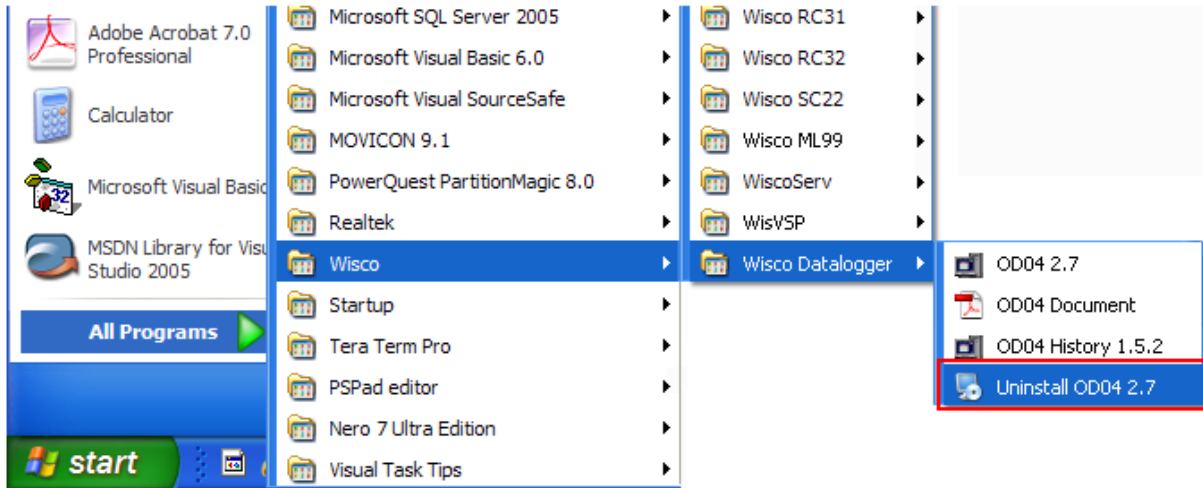 Adobe Acrobat 7.0
Professional
Calculator
Microsoft Visual Basic
MSDN Library for Visu
Studio 2005
All Programs
start
Microsoft SQL Server 2005
Microsoft Visual Basic 6.0
Microsoft Visual SourceSafe
MOVICON 9.1
PowerQuest PartitionMagic 8.0
Realtek
Wisco
Startup
Tera Term Pro
PSPad editor
Nero 7 Ultra Edition
Visual Task Tips
Wisco RC31
Wisco RC32
Wisco SC22
Wisco ML99
WiscoServ
WisVSP
Wisco Datalogger
OD04 2.7
OD04 Document
OD04 History 1.5.2
Uninstall OD04 2.7